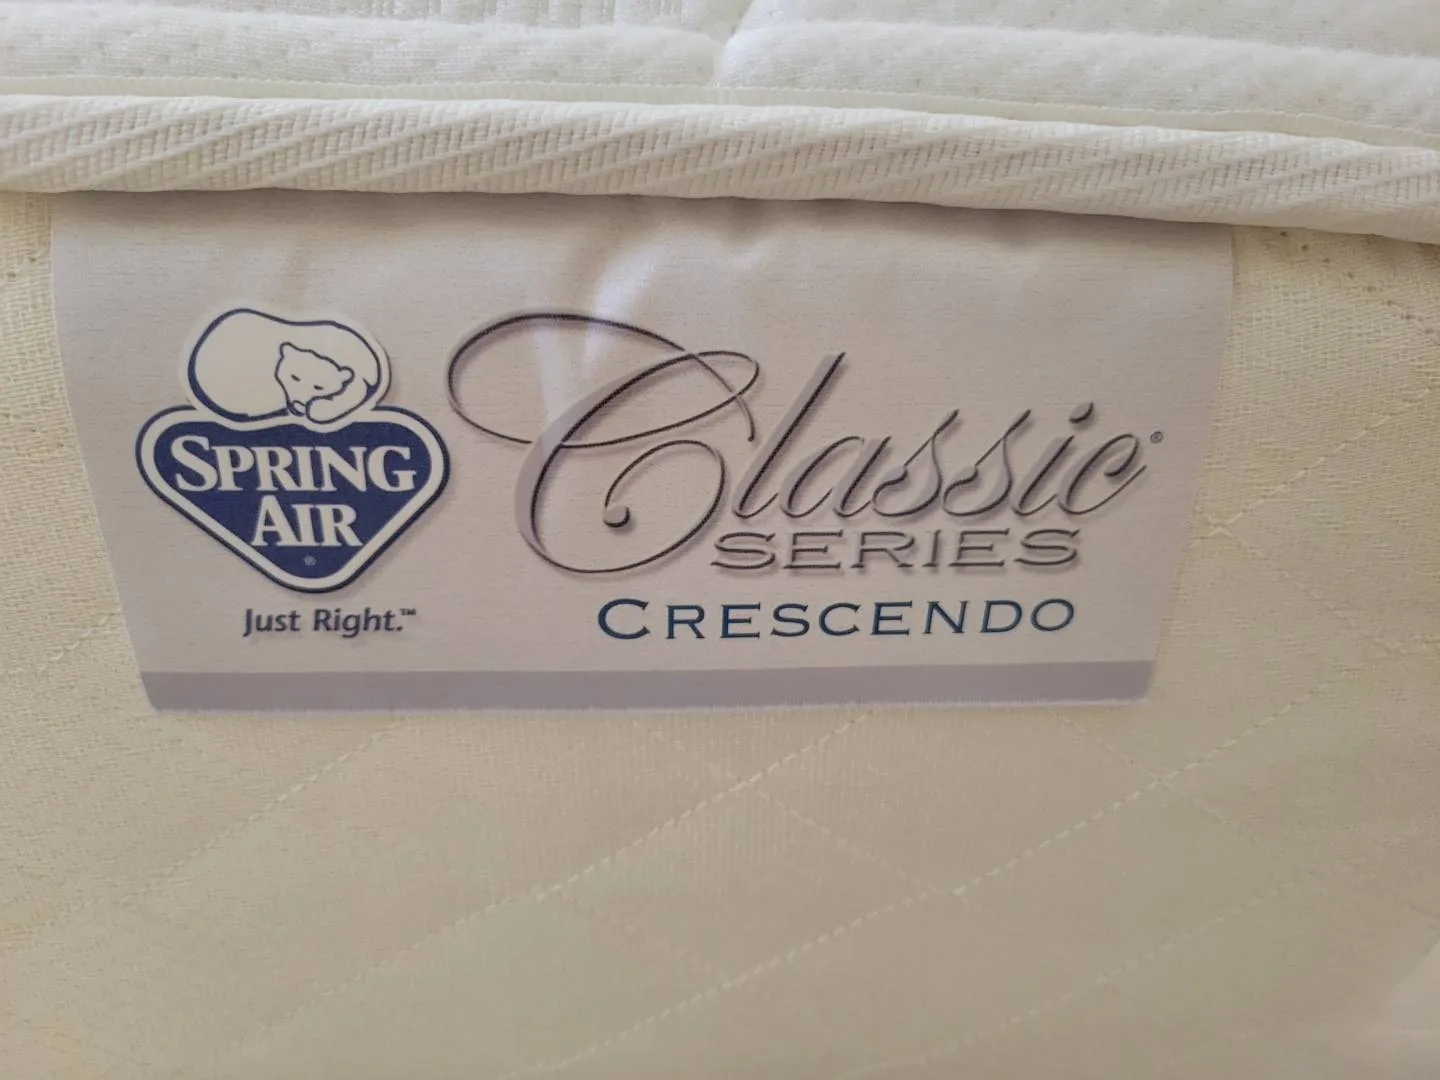 SPRING
AIR
®
Just Right.™
Classic®
SERIES
CRESCENDO